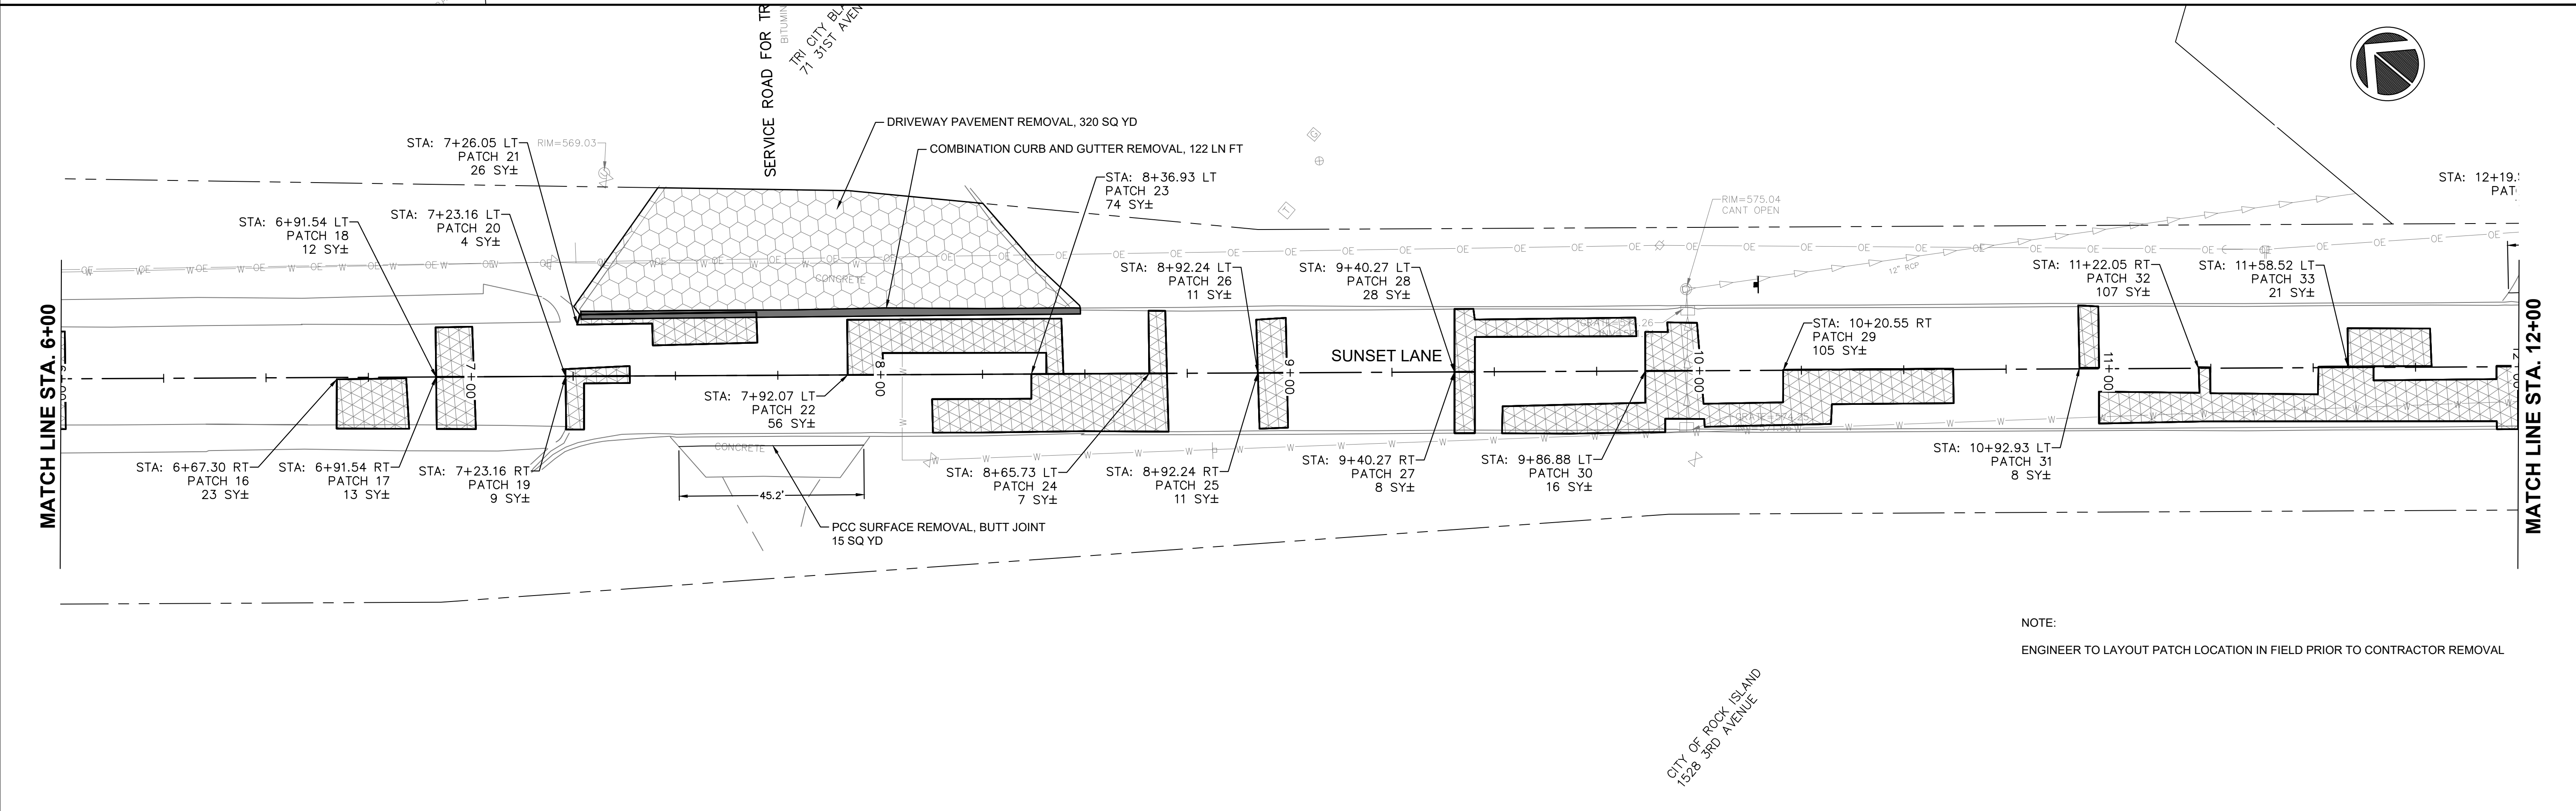 SERVICE ROAD FOR TR
BITUMIN
TRI CITY BLA
71 31ST AVEN
DRIVEWAY PAVEMENT REMOVAL, 320 SQ YD
COMBINATION CURB AND GUTTER REMOVAL, 122 LN FT
STA: 7+26.05 LT
PATCH 21
26 SY±
RIM=569.03
STA: 8+36.93 LT
PATCH 23
74 SY±
STA: 6+91.54 LT
PATCH 18
12 SY±
STA: 7+23.16 LT
PATCH 20
4 SY±
RIM=575.04
CANT OPEN
STA: 12+19.
PAT
STA: 8+92.24 LT
PATCH 26
11 SY±
STA: 9+40.27 LT
PATCH 28
28 SY±
12" RCP
STA: 11+22.05 RT
PATCH 32
107 SY±
STA: 11+58.52 LT
PATCH 33
21 SY±
CONCRETE
MATCH LINE STA. 6+00
7+00
8+00
9+00
SUNSET LANE
10+00
STA: 10+20.55 RT
PATCH 29
105 SY±
11+00
MATCH LINE STA. 12+00
STA: 7+92.07 LT
PATCH 22
56 SY±
STA: 6+67.30 RT
PATCH 16
23 SY±
STA: 6+91.54 RT
PATCH 17
13 SY±
STA: 7+23.16 RT
PATCH 19
9 SY±
CONCRETE
45.2'
STA: 8+65.73 LT
PATCH 24
7 SY±
STA: 8+92.24 RT
PATCH 25
11 SY±
STA: 9+40.27 RT
PATCH 27
8 SY±
STA: 9+86.88 LT
PATCH 30
16 SY±
STA: 10+92.93 LT
PATCH 31
8 SY±
PCC SURFACE REMOVAL, BUTT JOINT
15 SQ YD
NOTE:
ENGINEER TO LAYOUT PATCH LOCATION IN FIELD PRIOR TO CONTRACTOR REMOVAL
CITY OF ROCK ISLAND
1528 3RD AVENUE